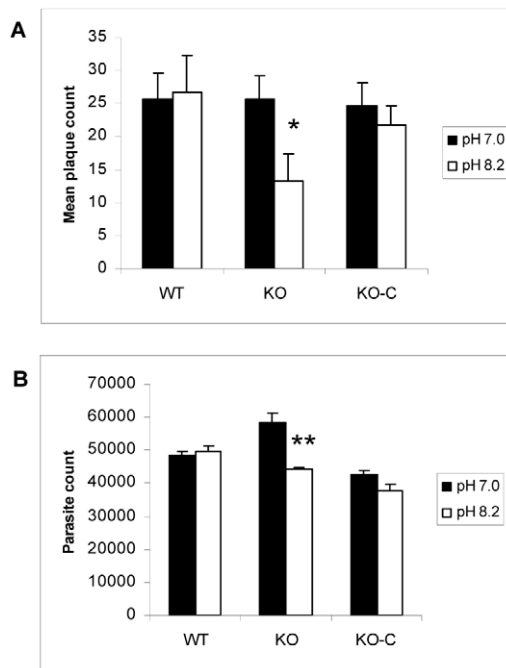 A
35
30
25
20
15
10
5
0
Mean plaque count
*
WT KO KO-C
pH 7.0
pH 8.2
B
70000
60000
50000
40000
30000
20000
10000
0
Parasite count
**
WT KO KO-C
pH 7.0
pH 8.2